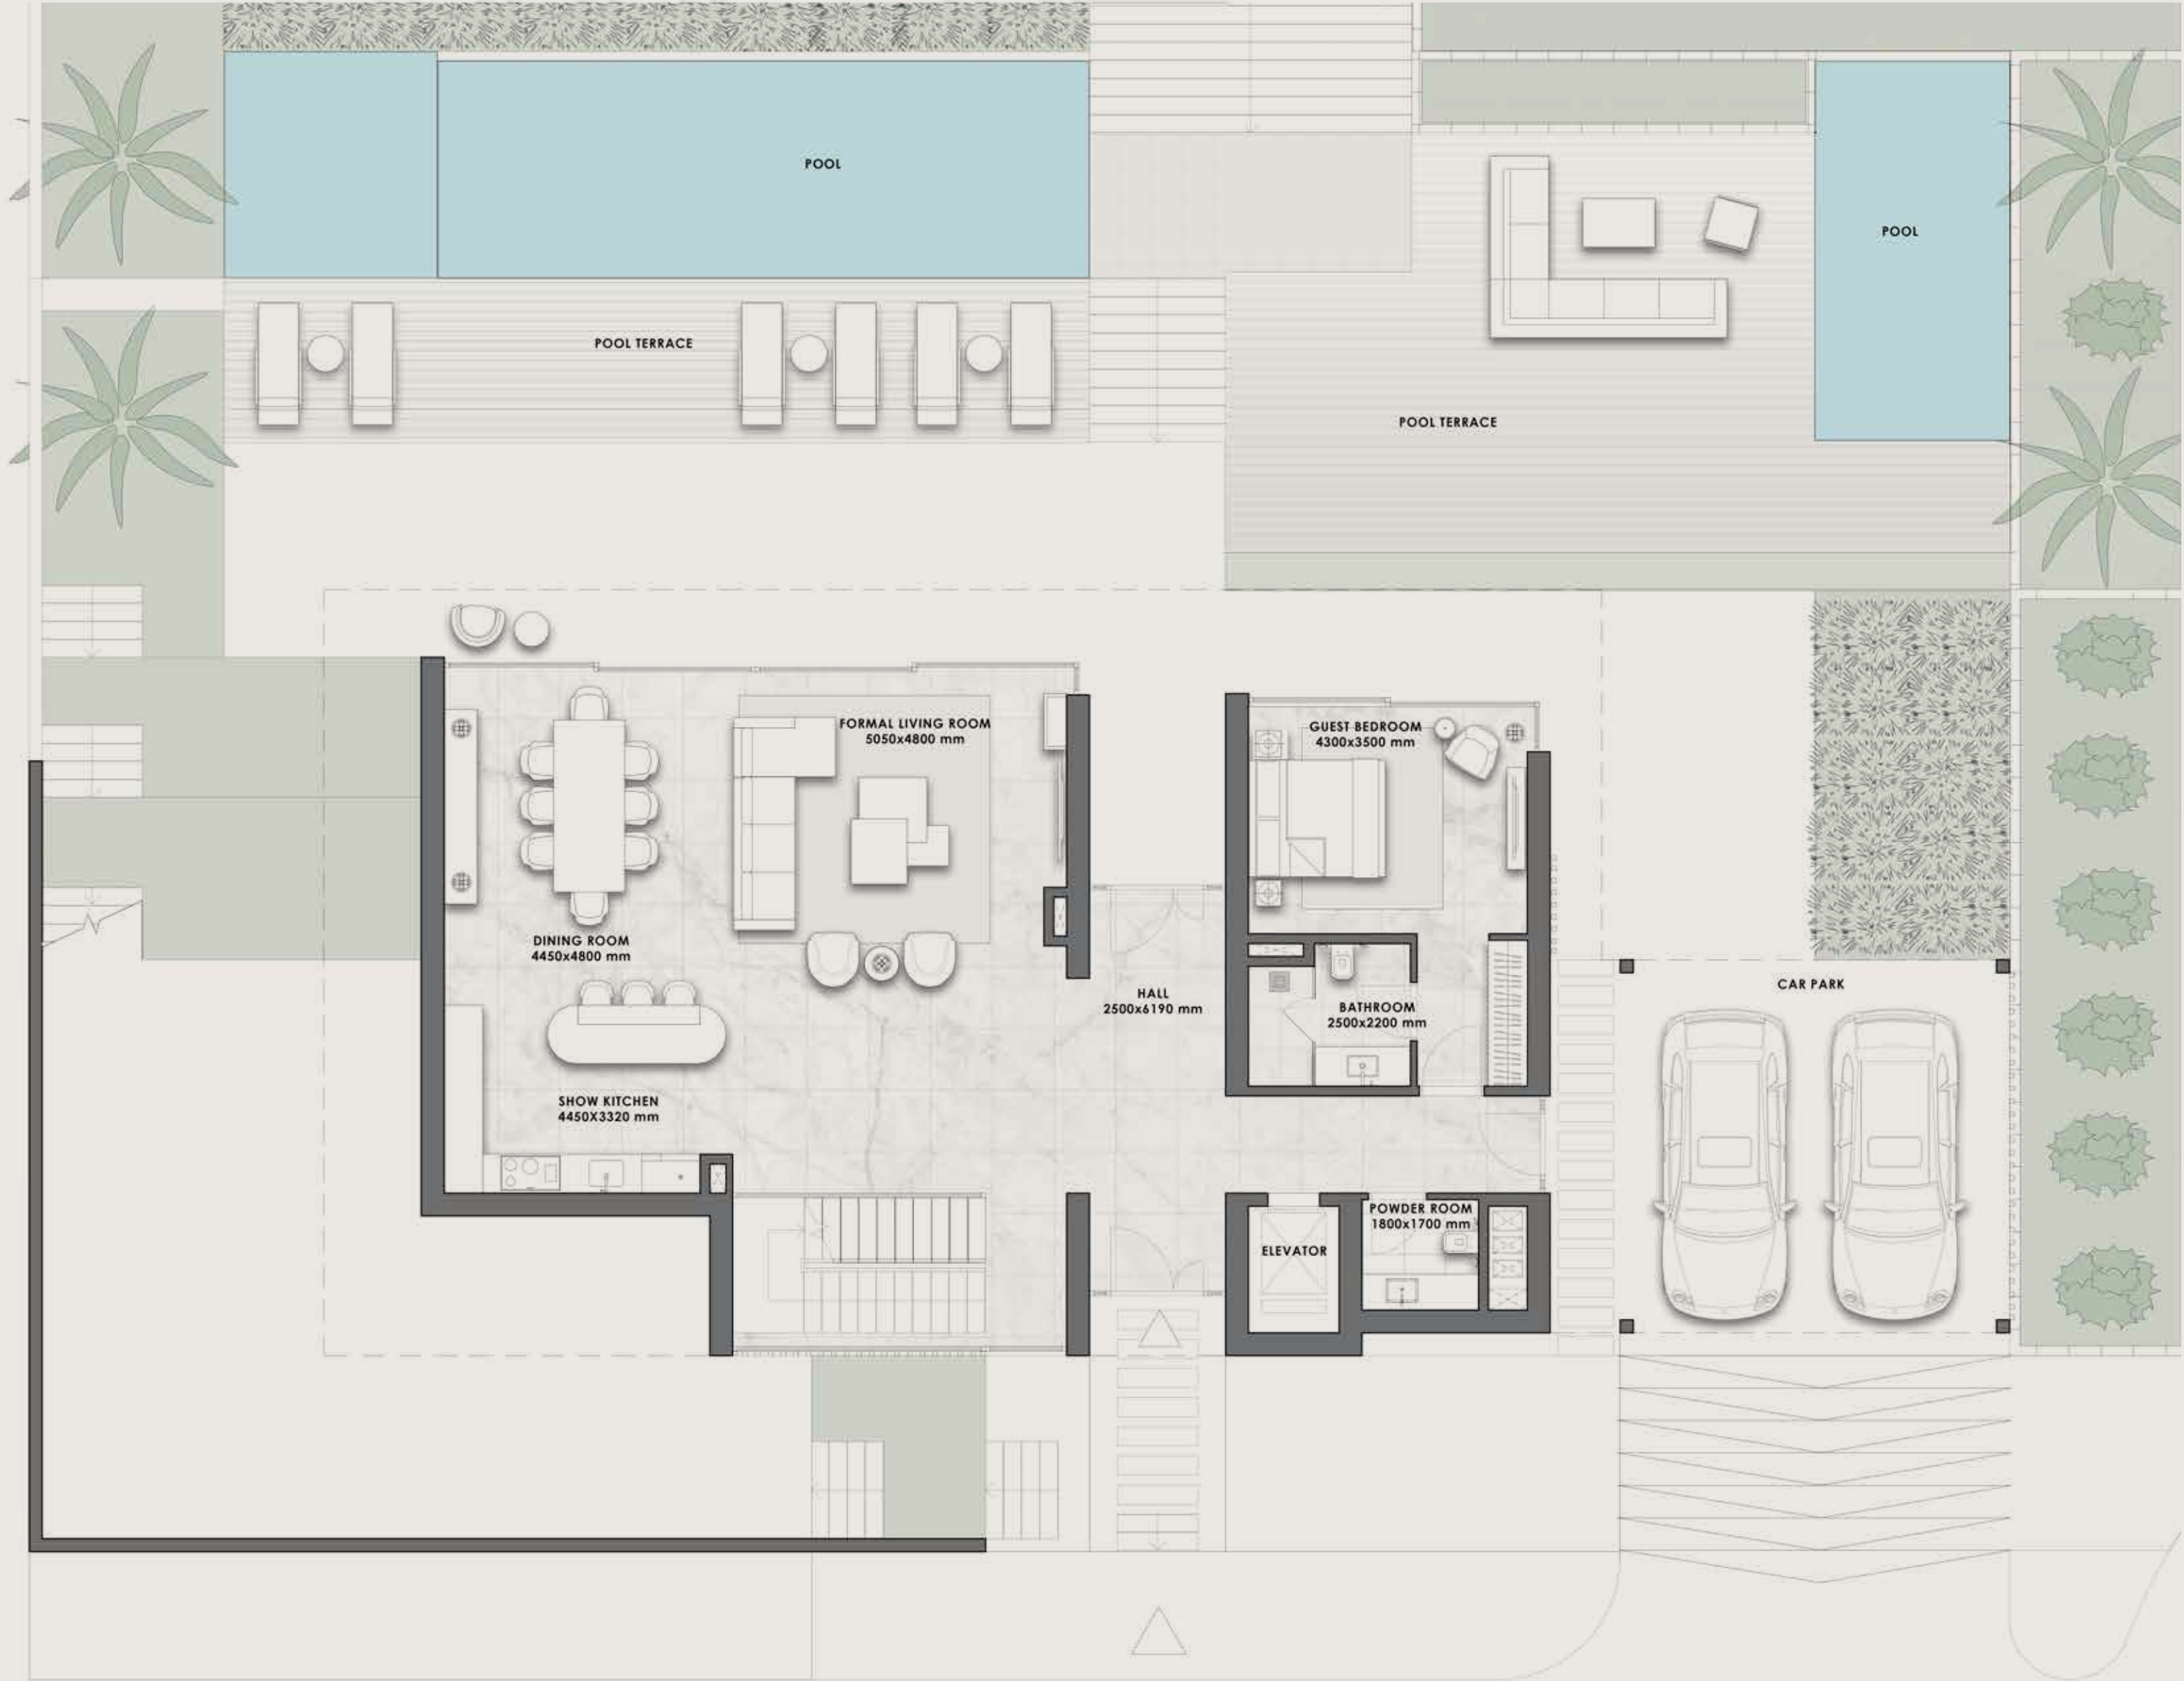 POOL
POOL
POOL TERRACE
POOL TERRACE
FORMAL LIVING ROOM
5050x4800 mm
GUEST BEDROOM
4300x3500 mm
DINING ROOM
4450x4800 mm
HALL
2500x6190 mm
BATHROOM
2500x2200 mm
CAR PARK
SHOW KITCHEN
4450X3320 mm
POWDER ROOM
1800x1700 mm
ELEVATOR